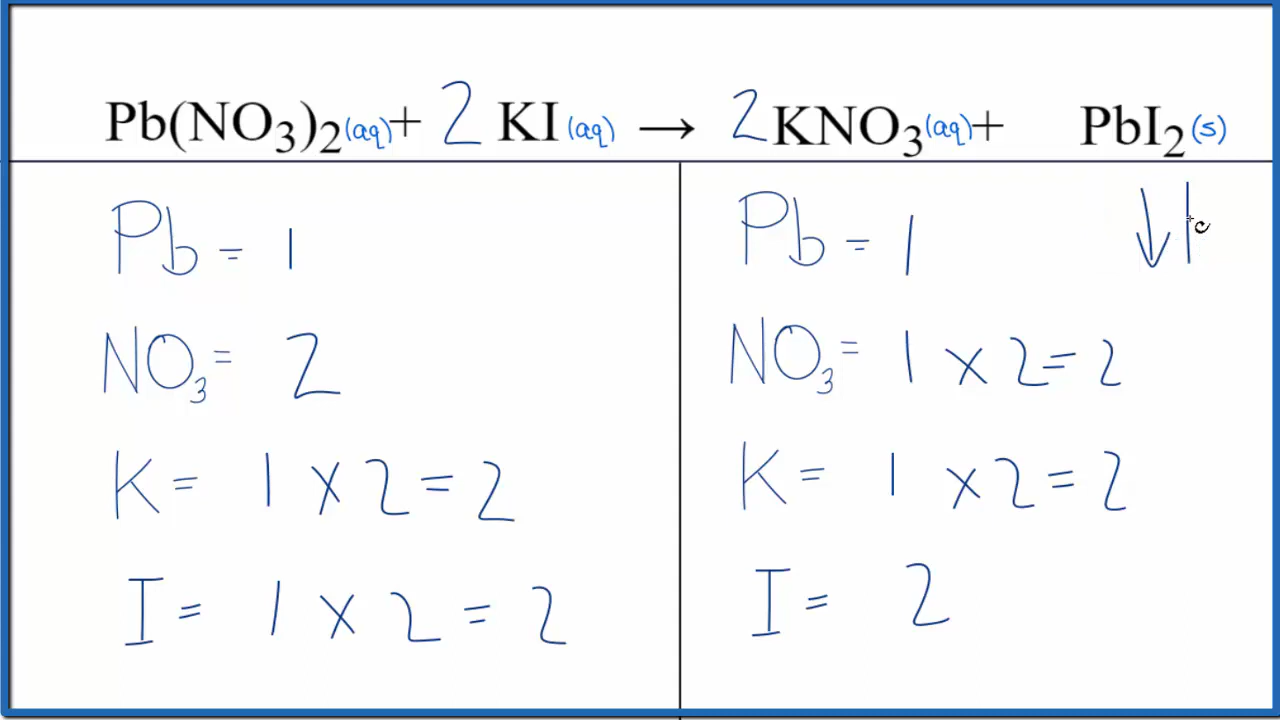 Pb(NO₃)₂(aq) + 2 KI(aq) → 2 KNO₃(aq) + PbI₂(s)
Pb = 1
NO₃ = 2
K = 1 x 2 = 2
I = 1 x 2 = 2
Pb = 1 ↓
NO₃ = 1 x 2 = 2
K = 1 x 2 = 2
I = 2